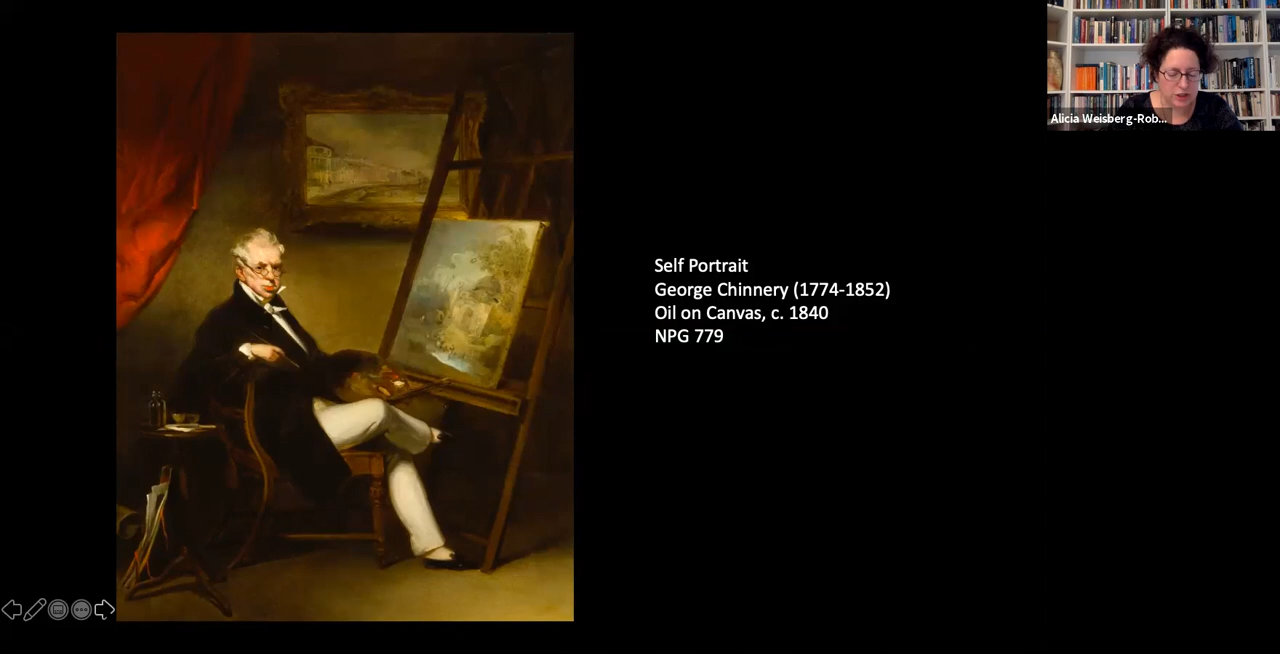 Alicia Weisberg-Rob...
Self Portrait
George Chinnery (1774-1852)
Oil on Canvas, c. 1840
NPG 779